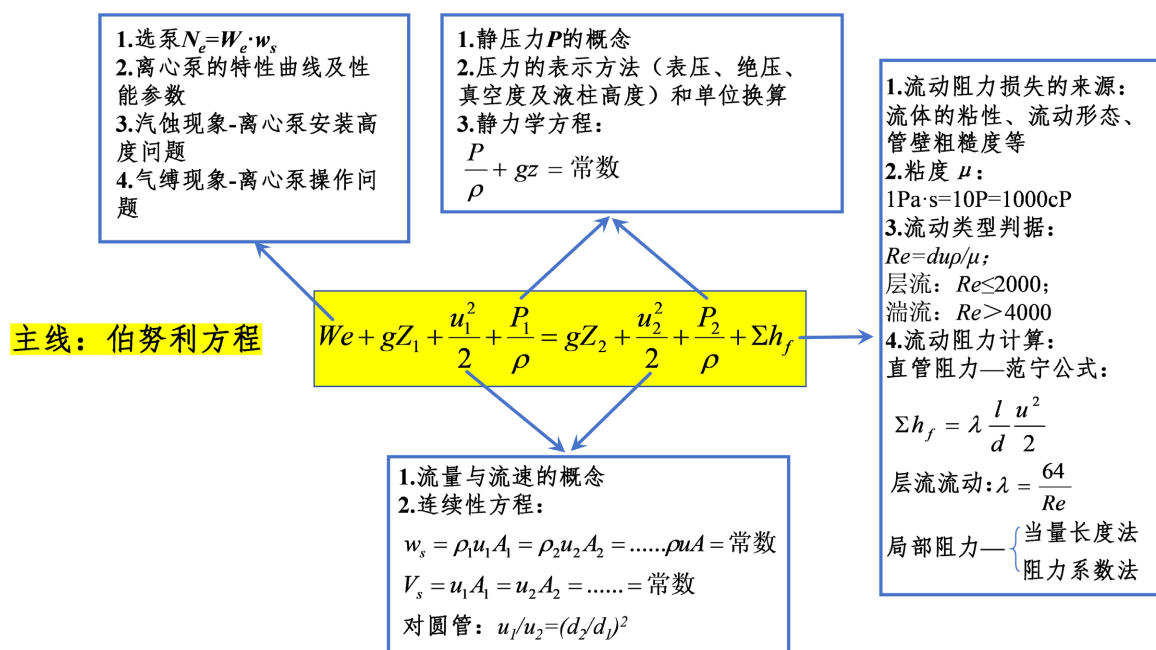 1.选泵Nₑ=Wₑ·wₛ
2.离心泵的特性曲线及性
能参数
3.汽蚀现象-离心泵安装高
度问题
4.气缚现象-离心泵操作问
题
1.静压力P的概念
2.压力的表示方法（表压、绝压、
真空度及液柱高度）和单位换算
3.静力学方程：
P/ρ + gz = 常数
1.流动阻力损失的来源：
流体的粘性、流动形态、
管壁粗糙度等
2.粘度 μ：
1Pa·s=10P=1000cP
3.流动类型判据：
Re=duρ/μ；
层流：Re≤2000；
湍流：Re＞4000
4.流动阻力计算：
直管阻力—范宁公式：
Σh_f = λ l/d u²/2
层流流动：λ = 64/Re
局部阻力—
当量长度法
阻力系数法
主线：伯努利方程
We + gZ₁ + u₁²/2 + P₁/ρ = gZ₂ + u₂²/2 + P₂/ρ + Σh_f
1.流量与流速的概念
2.连续性方程：
wₛ = ρ₁u₁A₁ = ρ₂u₂A₂ = ......ρuA = 常数
Vₛ = u₁A₁ = u₂A₂ = ...... = 常数
对圆管：u₁/u₂=(d₂/d₁)²